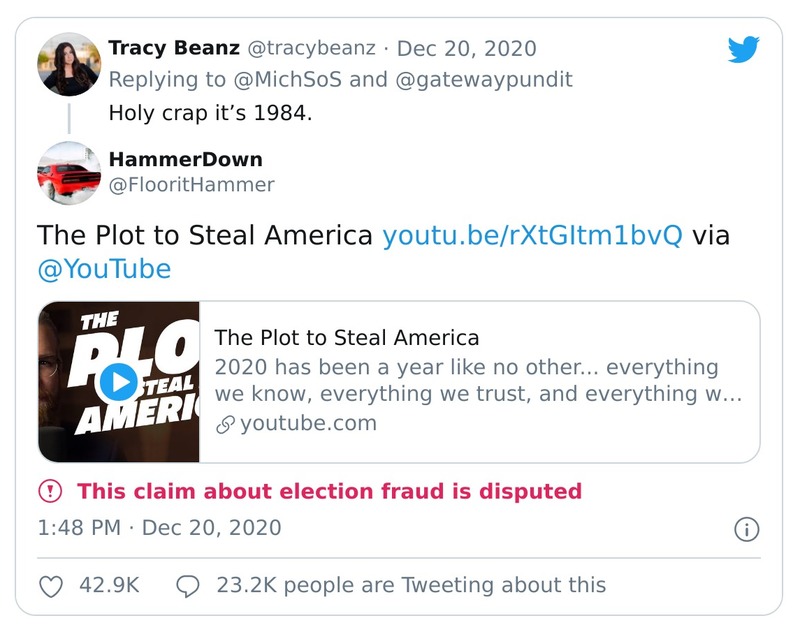 Tracy Beanz @tracybeanz · Dec 20, 2020
Replying to @MichSoS and @gatewaypundit
Holy crap it’s 1984.
HammerDown
@FlooritHammer
The Plot to Steal America youtu.be/rXtGltm1bvQ via
@YouTube
THE
PLO
STEAL
AMERI
The Plot to Steal America
2020 has been a year like no other... everything
we know, everything we trust, and everything w...
youtube.com
This claim about election fraud is disputed
1:48 PM · Dec 20, 2020
42.9K 23.2K people are Tweeting about this